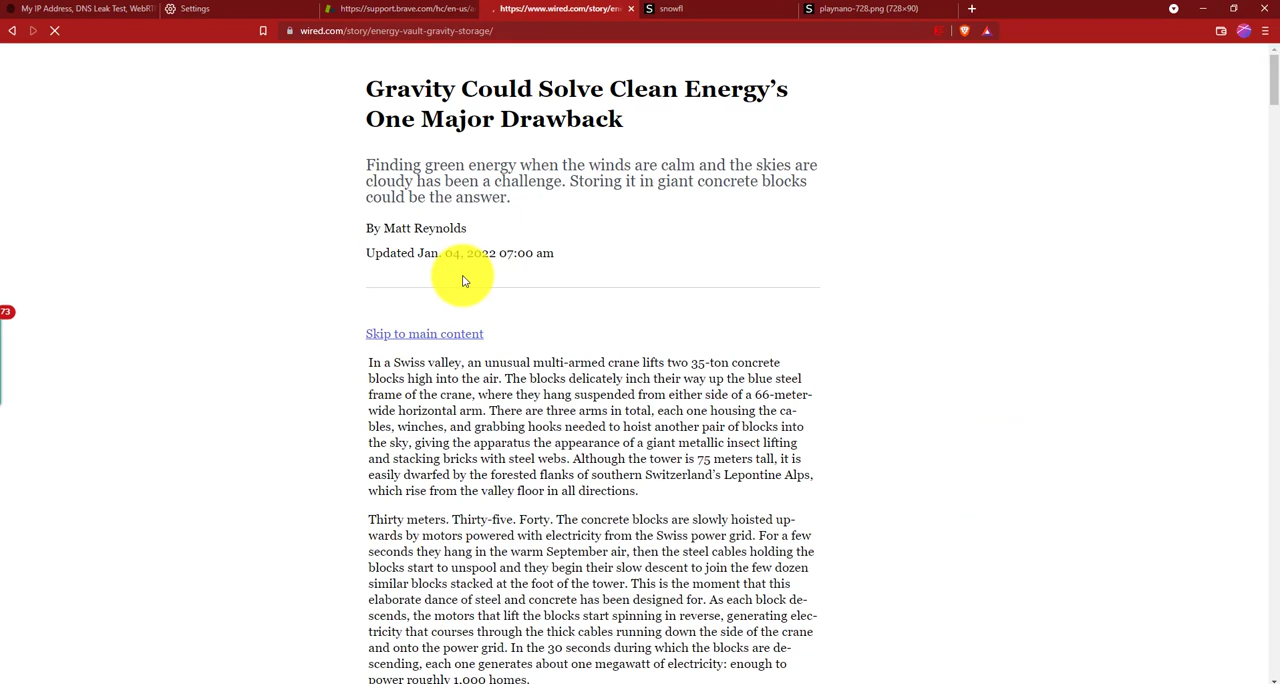 My IP Address, DNS Leak Test, WebRT
Settings
https://support.brave.com/hc/en-us/a
https://www.wired.com/story/en
snowfl
playnano-728.png (728×90)
wired.com/story/energy-vault-gravity-storage/
Gravity Could Solve Clean Energy’s
One Major Drawback
Finding green energy when the winds are calm and the skies are
cloudy has been a challenge. Storing it in giant concrete blocks
could be the answer.
By Matt Reynolds
Updated Jan. 04, 2022 07:00 am
73
Skip to main content
In a Swiss valley, an unusual multi-armed crane lifts two 35-ton concrete
blocks high into the air. The blocks delicately inch their way up the blue steel
frame of the crane, where they hang suspended from either side of a 66-meter-
wide horizontal arm. There are three arms in total, each one housing the ca-
bles, winches, and grabbing hooks needed to hoist another pair of blocks into
the sky, giving the apparatus the appearance of a giant metallic insect lifting
and stacking bricks with steel webs. Although the tower is 75 meters tall, it is
easily dwarfed by the forested flanks of southern Switzerland’s Lepontine Alps,
which rise from the valley floor in all directions.
Thirty meters. Thirty-five. Forty. The concrete blocks are slowly hoisted up-
wards by motors powered with electricity from the Swiss power grid. For a few
seconds they hang in the warm September air, then the steel cables holding the
blocks start to unspool and they begin their slow descent to join the few dozen
similar blocks stacked at the foot of the tower. This is the moment that this
elaborate dance of steel and concrete has been designed for. As each block de-
scends, the motors that lift the blocks start spinning in reverse, generating elec-
tricity that courses through the thick cables running down the side of the crane
and onto the power grid. In the 30 seconds during which the blocks are de-
scending, each one generates about one megawatt of electricity: enough to
power roughly 1,000 homes.